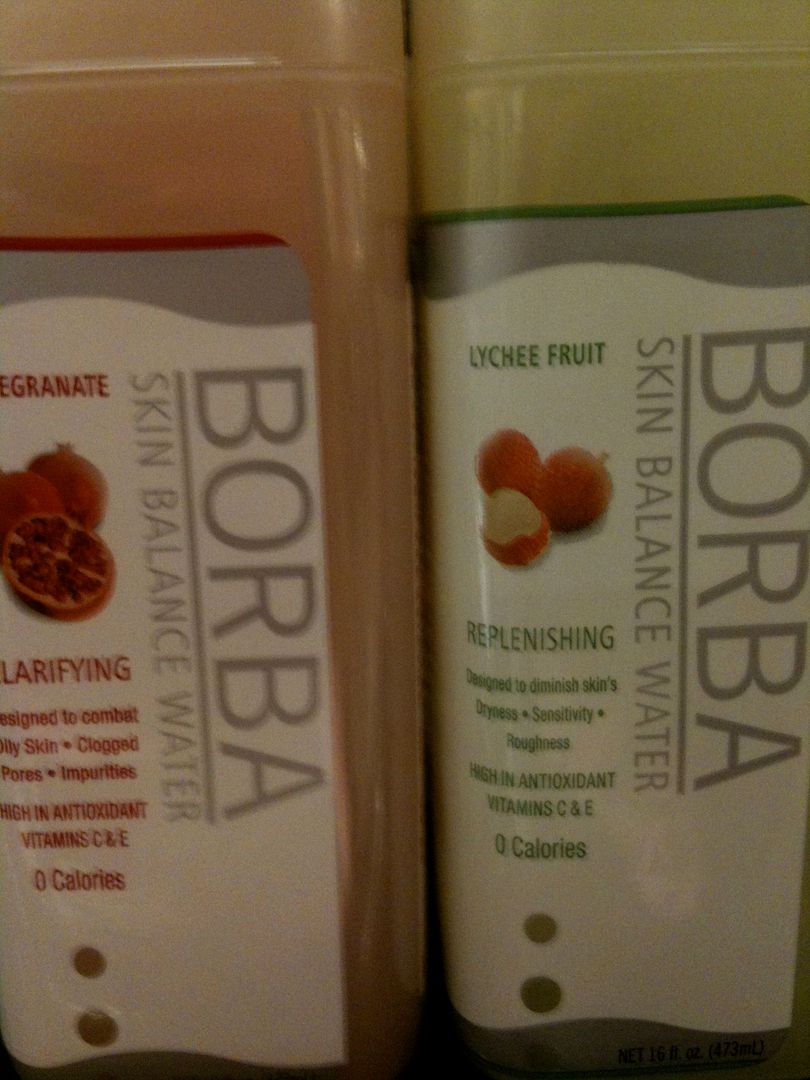 EGRANATE
BORBA
SKIN BALANCE WATER
LARIFYING
esigned to combat
Oily Skin • Clogged
Pores • Impurities
HIGH IN ANTIOXIDANT
VITAMINS C & E
0 Calories
LYCHEE FRUIT
BORBA
SKIN BALANCE WATER
REPLENISHING
Designed to diminish skin's
Dryness • Sensitivity •
Roughness
HIGH IN ANTIOXIDANT
VITAMINS C & E
0 Calories
NET 16 fl. oz. (473mL)